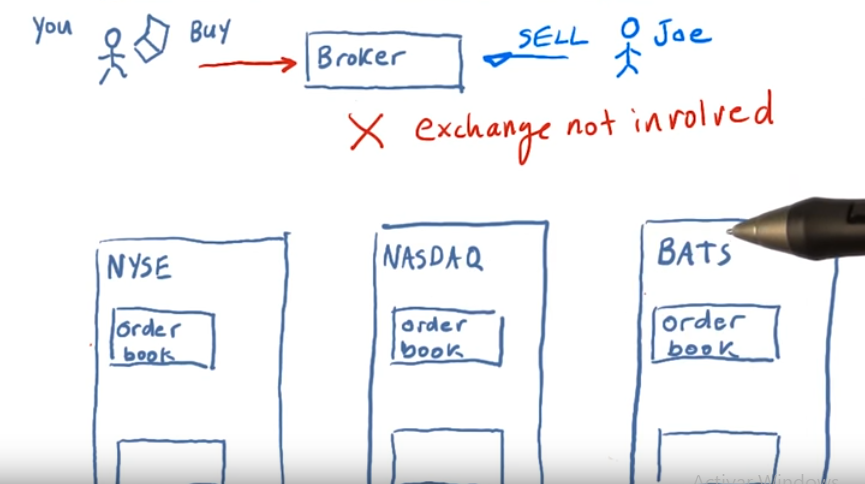 You
BUY
Broker
SELL
Joe
X exchange not involved
NYSE
NASDAQ
BATS
order
book
order
book
order
book
Activar Windows